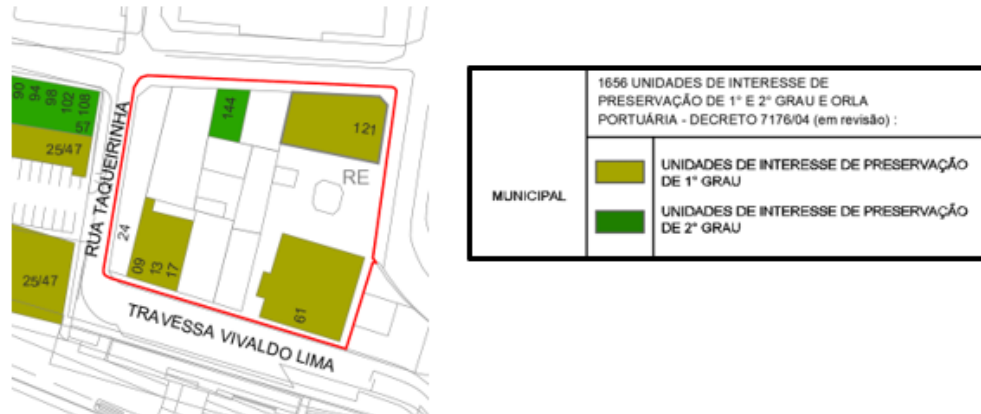 90
94
98
102
108
57
25/47
RUA TAQUEIRINHA
25/47
144
121
RE
24
09
13
17
61
TRAVESSA VIVALDO LIMA
1656 UNIDADES DE INTERESSE DE
PRESERVAÇÃO DE 1° E 2° GRAU E ORLA
PORTUÁRIA - DECRETO 7176/04 (em revisão) :
MUNICIPAL
UNIDADES DE INTERESSE DE PRESERVAÇÃO
DE 1° GRAU
UNIDADES DE INTERESSE DE PRESERVAÇÃO
DE 2° GRAU